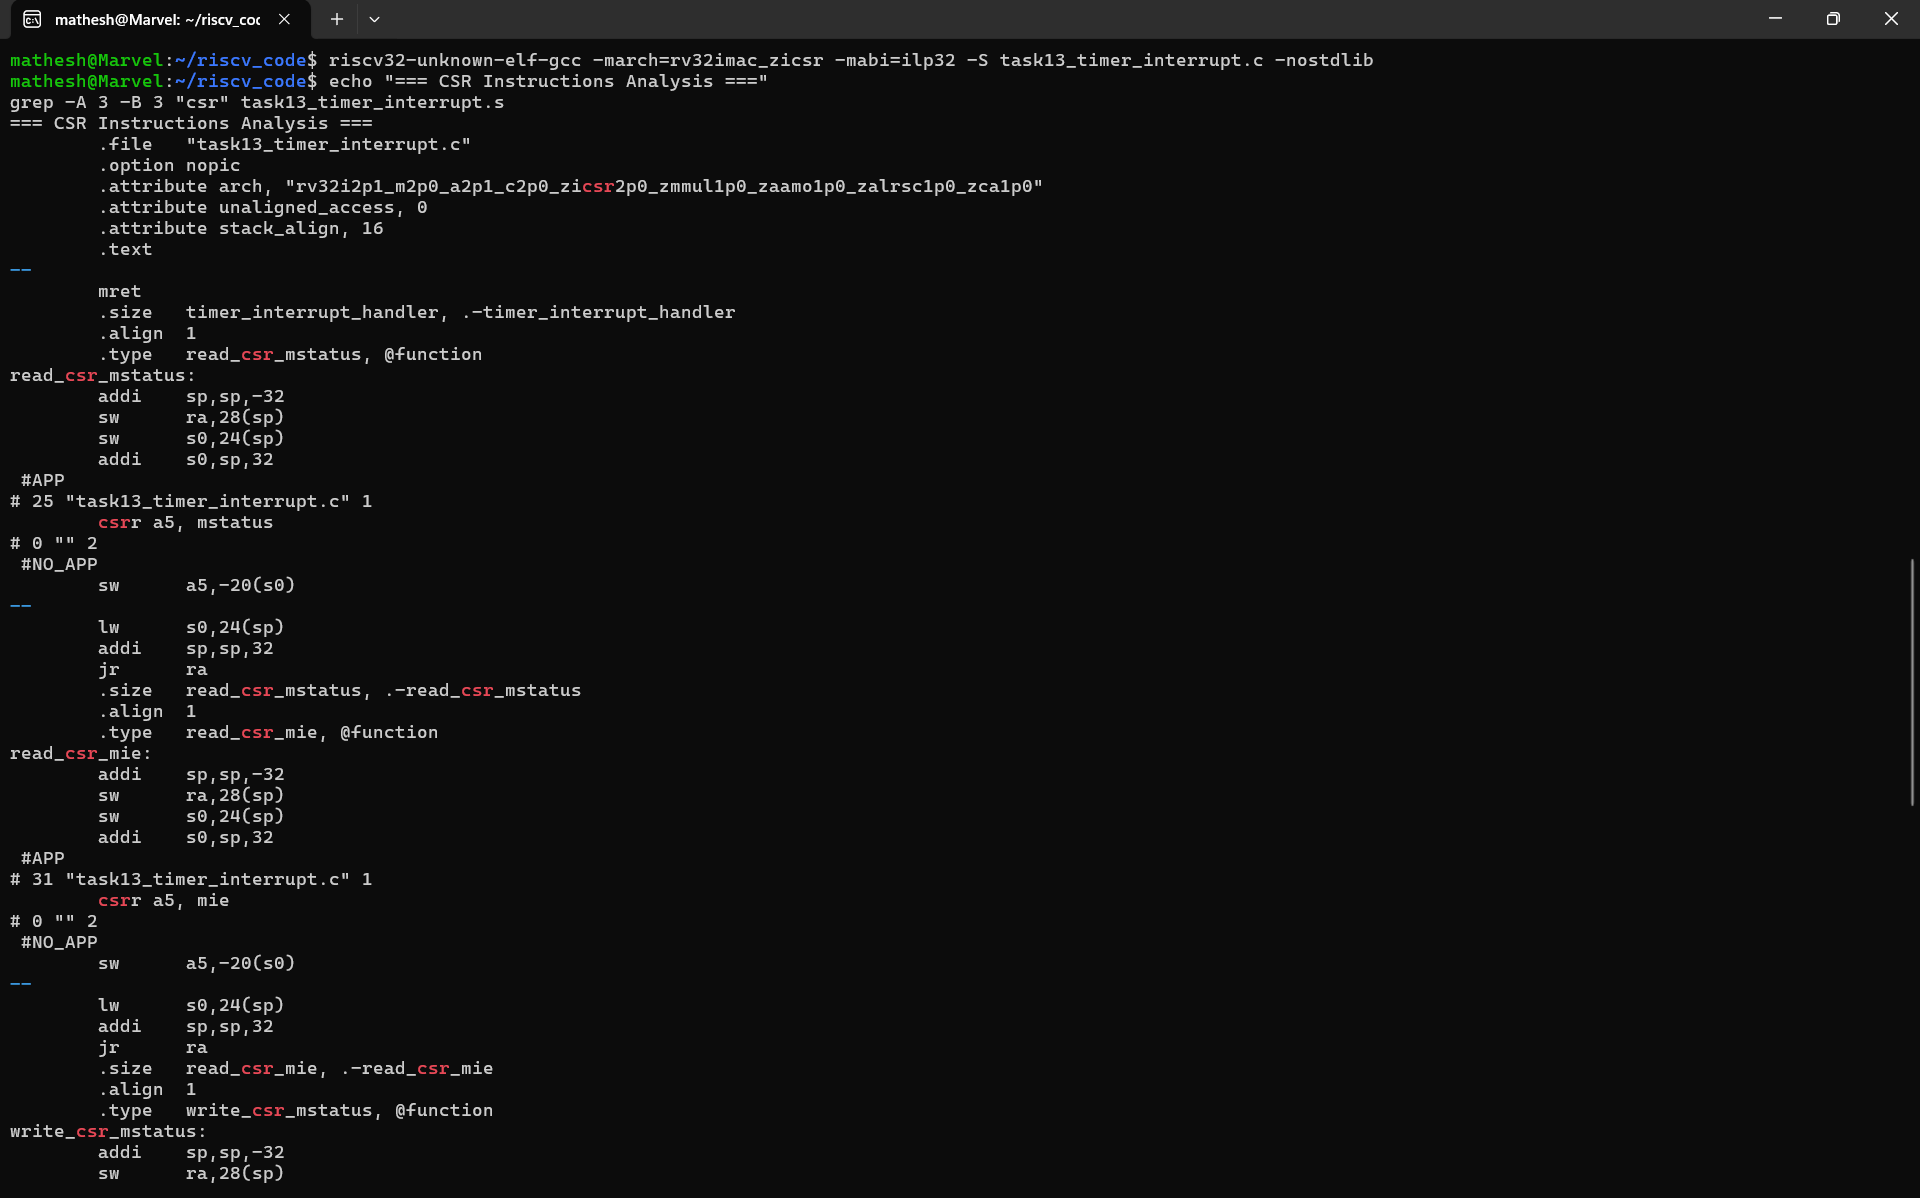 mathesh@Marvel: ~/riscv_coc
mathesh@Marvel:~/riscv_code$ riscv32-unknown-elf-gcc -march=rv32imac_zicsr -mabi=ilp32 -S task13_timer_interrupt.c -nostdlib
mathesh@Marvel:~/riscv_code$ echo "=== CSR Instructions Analysis ==="
grep -A 3 -B 3 "csr" task13_timer_interrupt.s
=== CSR Instructions Analysis ===
        .file   "task13_timer_interrupt.c"
        .option nopic
        .attribute arch, "rv32i2p1_m2p0_a2p1_c2p0_zicsr2p0_zmmul1p0_zaamo1p0_zalrsc1p0_zca1p0"
        .attribute unaligned_access, 0
        .attribute stack_align, 16
        .text
--
        mret
        .size   timer_interrupt_handler, .-timer_interrupt_handler
        .align  1
        .type   read_csr_mstatus, @function
read_csr_mstatus:
        addi    sp,sp,-32
        sw      ra,28(sp)
        sw      s0,24(sp)
        addi    s0,sp,32
 #APP
# 25 "task13_timer_interrupt.c" 1
        csrr a5, mstatus
# 0 "" 2
 #NO_APP
        sw      a5,-20(s0)
--
        lw      s0,24(sp)
        addi    sp,sp,32
        jr      ra
        .size   read_csr_mstatus, .-read_csr_mstatus
        .align  1
        .type   read_csr_mie, @function
read_csr_mie:
        addi    sp,sp,-32
        sw      ra,28(sp)
        sw      s0,24(sp)
        addi    s0,sp,32
 #APP
# 31 "task13_timer_interrupt.c" 1
        csrr a5, mie
# 0 "" 2
 #NO_APP
        sw      a5,-20(s0)
--
        lw      s0,24(sp)
        addi    sp,sp,32
        jr      ra
        .size   read_csr_mie, .-read_csr_mie
        .align  1
        .type   write_csr_mstatus, @function
write_csr_mstatus:
        addi    sp,sp,-32
        sw      ra,28(sp)